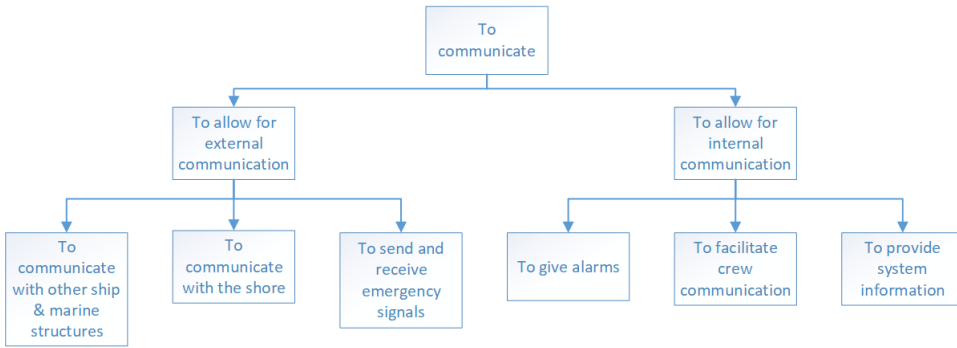 To
communicate
To allow for
external
communication
To allow for
internal
communication
To
communicate
with other ship
& marine
structures
To
communicate
with the shore
To send and
receive
emergency
signals
To give alarms
To facilitate
crew
communication
To provide
system
information